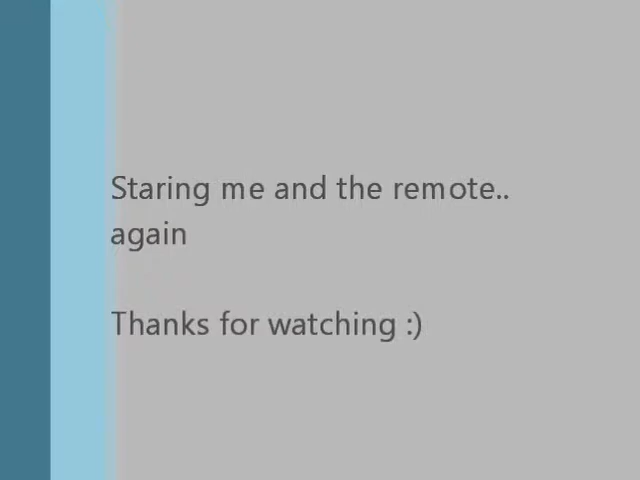 Staring me and the remote..
again
Thanks for watching :)